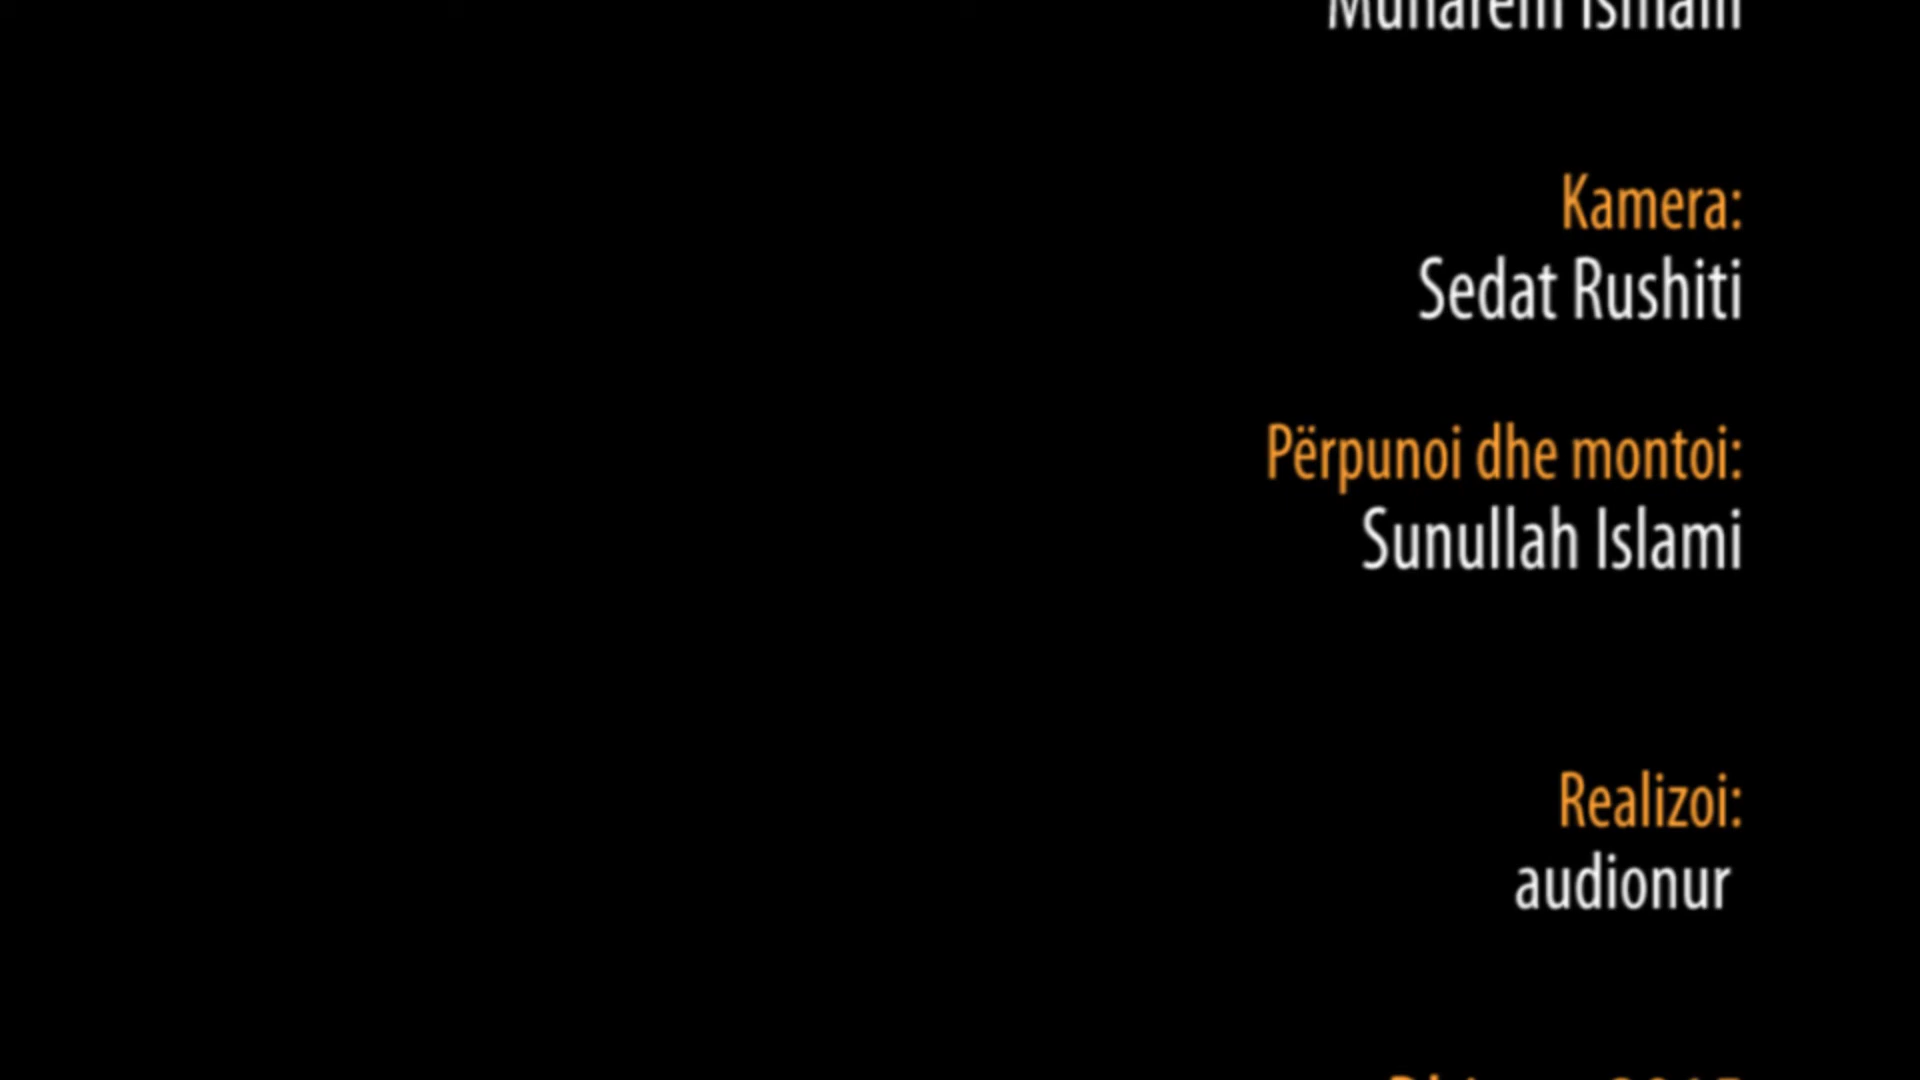 Kamera:
Sedat Rushiti
Përpunoi dhe montoi:
Sunullah Islami
Realizoi:
audionur